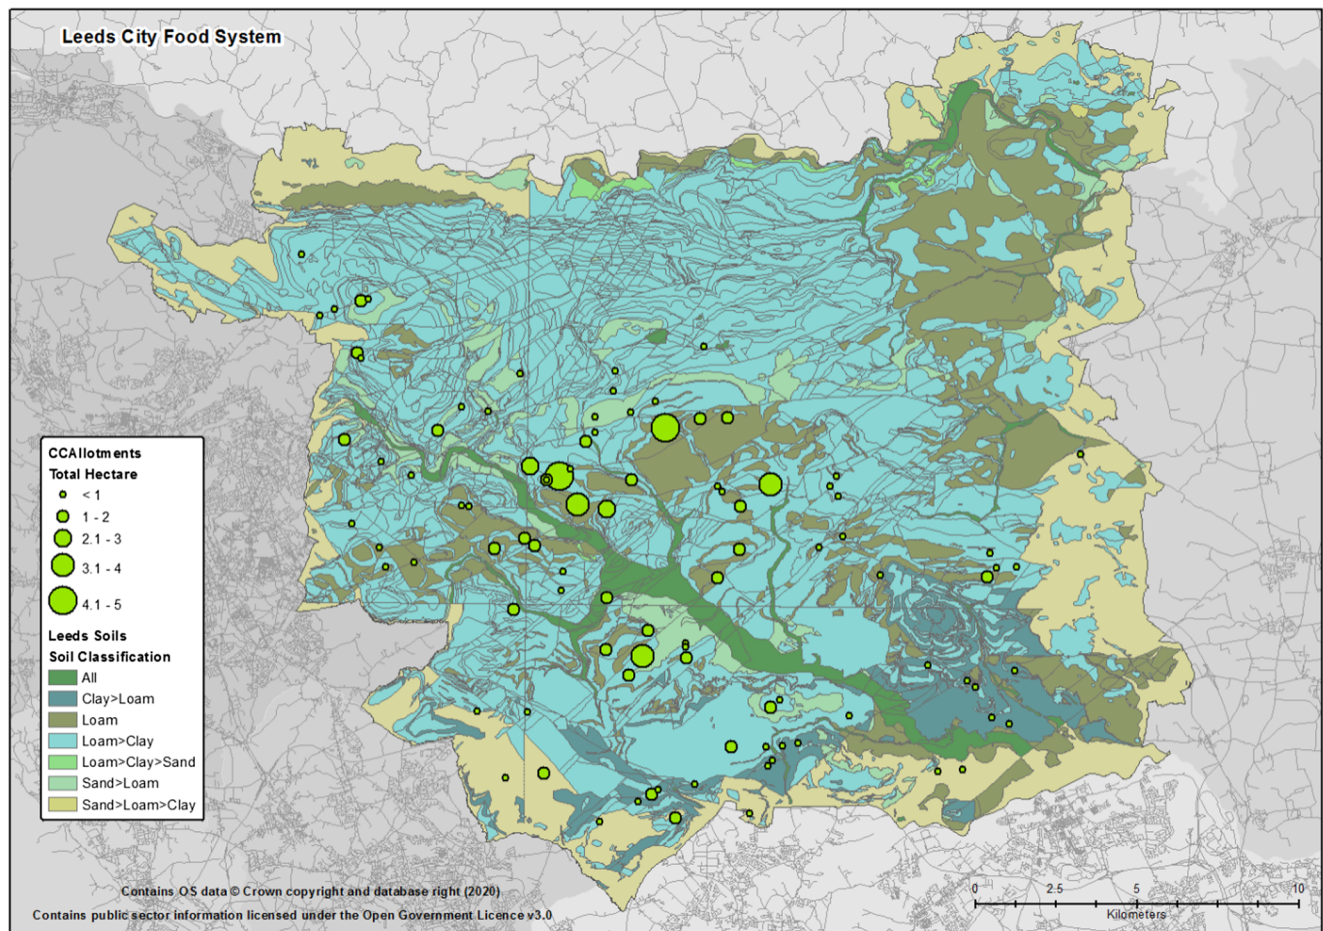 Leeds City Food System
CCAllotments
Total Hectare
< 1
1 - 2
2.1 - 3
3.1 - 4
4.1 - 5
Leeds Soils
Soil Classification
All
Clay>Loam
Loam
Loam>Clay
Loam>Clay>Sand
Sand>Loam
Sand>Loam>Clay
Contains OS data © Crown copyright and database right (2020)
Contains public sector information licensed under the Open Government Licence v3.0
0 2.5 5 10
Kilometers